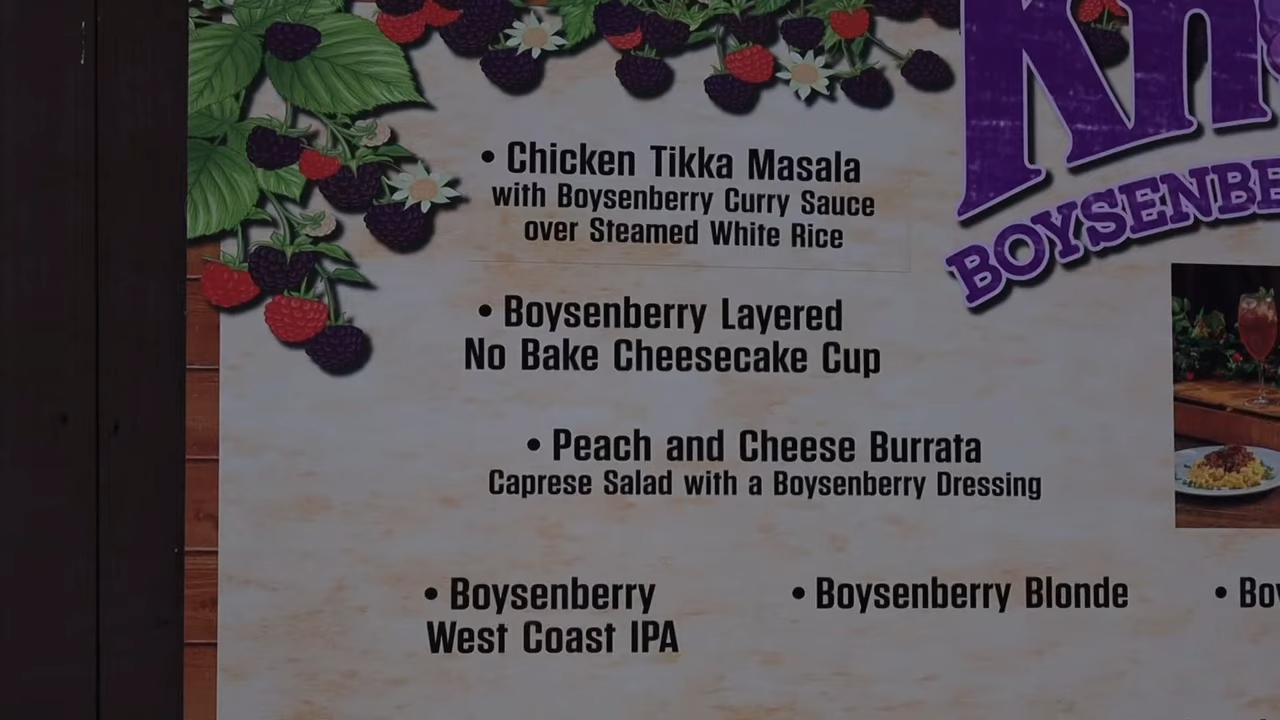 • Chicken Tikka Masala
with Boysenberry Curry Sauce
over Steamed White Rice
• Boysenberry Layered
No Bake Cheesecake Cup
• Peach and Cheese Burrata
Caprese Salad with a Boysenberry Dressing
• Boysenberry
West Coast IPA
• Boysenberry Blonde